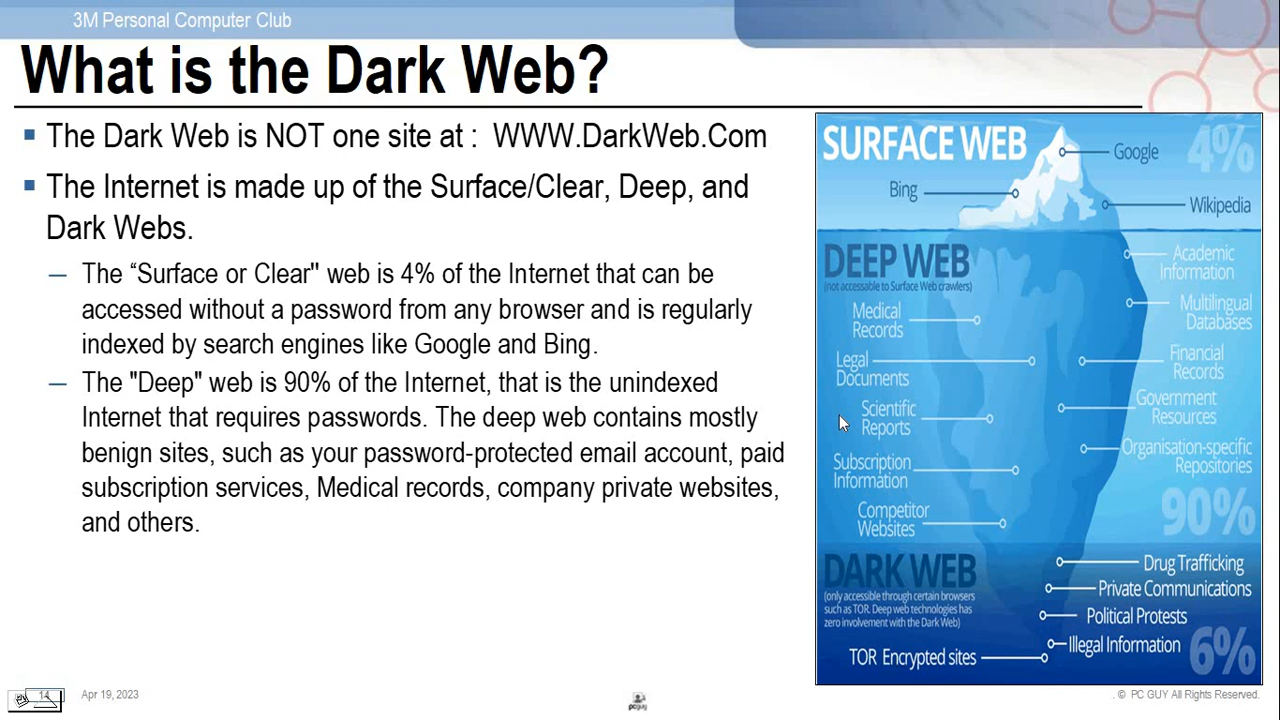 3M Personal Computer Club
What is the Dark Web?
The Dark Web is NOT one site at : WWW.DarkWeb.Com
The Internet is made up of the Surface/Clear, Deep, and
Dark Webs.
The “Surface or Clear" web is 4% of the Internet that can be
accessed without a password from any browser and is regularly
indexed by search engines like Google and Bing.
The "Deep" web is 90% of the Internet, that is the unindexed
Internet that requires passwords. The deep web contains mostly
benign sites, such as your password-protected email account, paid
subscription services, Medical records, company private websites,
and others.
SURFACE WEB
4%
Google
Bing
Wikipedia
DEEP WEB
(not accessable to Surface Web crawlers)
Academic
Information
Medical
Records
Multilingual
Databases
Legal
Documents
Financial
Records
Scientific
Reports
Government
Resources
Subscription
Information
Organisation-specific
Repositories
Competitor
Websites
90%
DARK WEB
(only accessible through certain browsers
such as TOR. Deep web technologies has
zero involvement with the Dark Web)
Drug Trafficking
Private Communications
Political Protests
Illegal Information
TOR Encrypted sites
6%
14
Apr 19, 2023
pcguy
. © PC GUY All Rights Reserved.